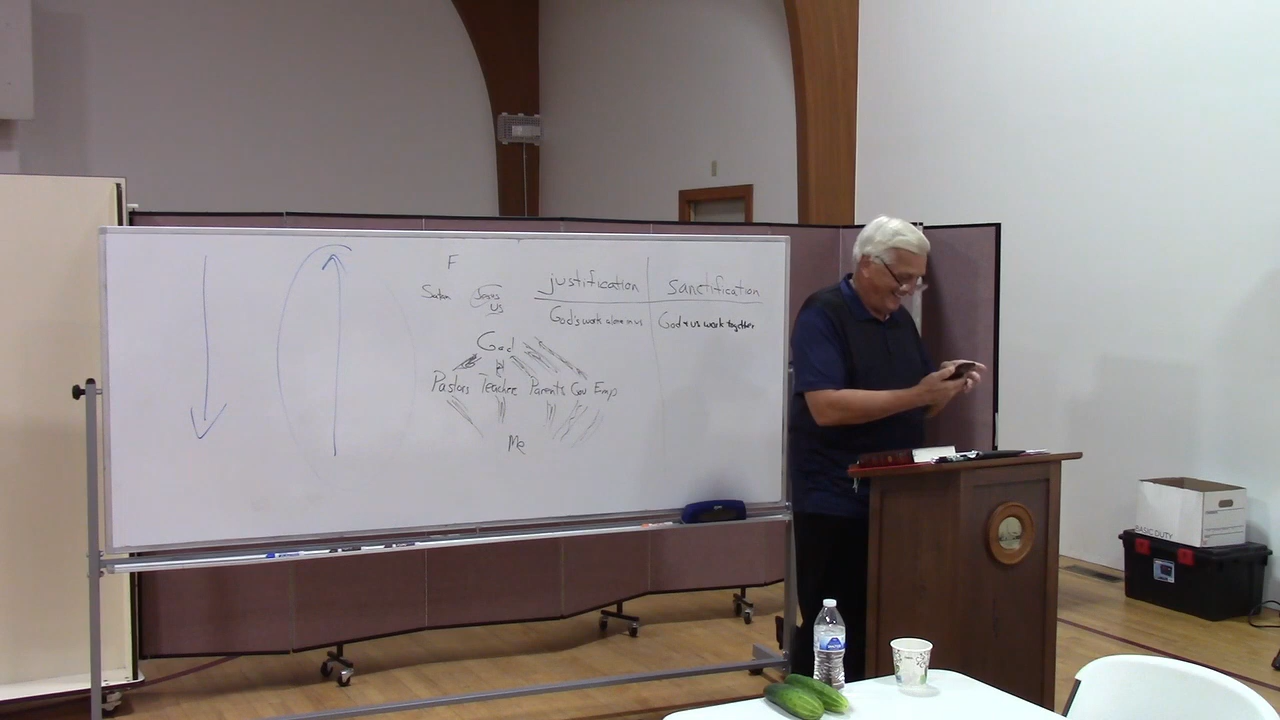 F
Satan Jesus
us
justification sanctification
God's work alone in us God & us work together
God
Pastors Teacher Parents Gov Emp
Me
BASIC DUTY